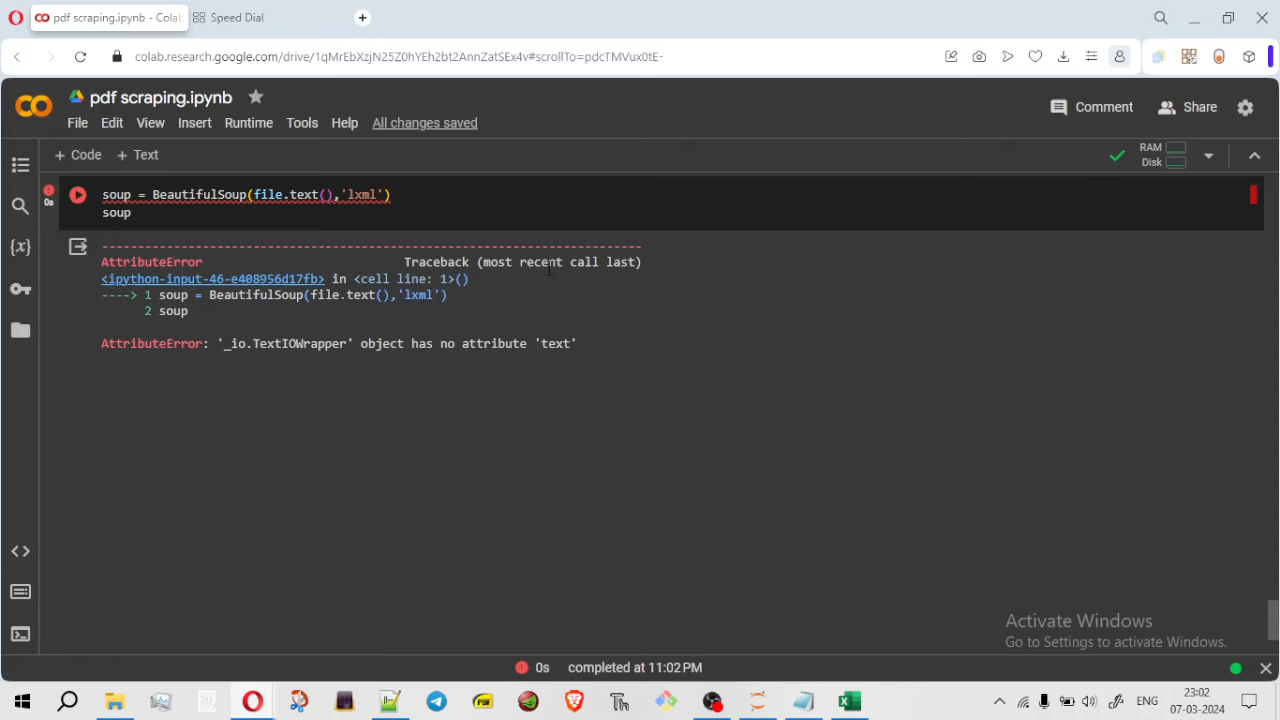 pdf scraping.ipynb - Colab
Speed Dial
colab.research.google.com/drive/1qMrEbXzjN25Z0hYEh2bt2AnnZatSEx4v#scrollTo=pdcTMVux0tE-
pdf scraping.ipynb
Comment
Share
File Edit View Insert Runtime Tools Help All changes saved
+ Code + Text
RAM
Disk
soup = BeautifulSoup(file.text(),'lxml')
0s
soup
---------------------------------------------------------------------------
AttributeError Traceback (most recent call last)
<ipython-input-46-e408956d17fb> in <cell line: 1>()
----> 1 soup = BeautifulSoup(file.text(),'lxml')
2 soup
AttributeError: '_io.TextIOWrapper' object has no attribute 'text'
Activate Windows
Go to Settings to activate Windows.
0s completed at 11:02 PM
ENG
23:02
07-03-2024